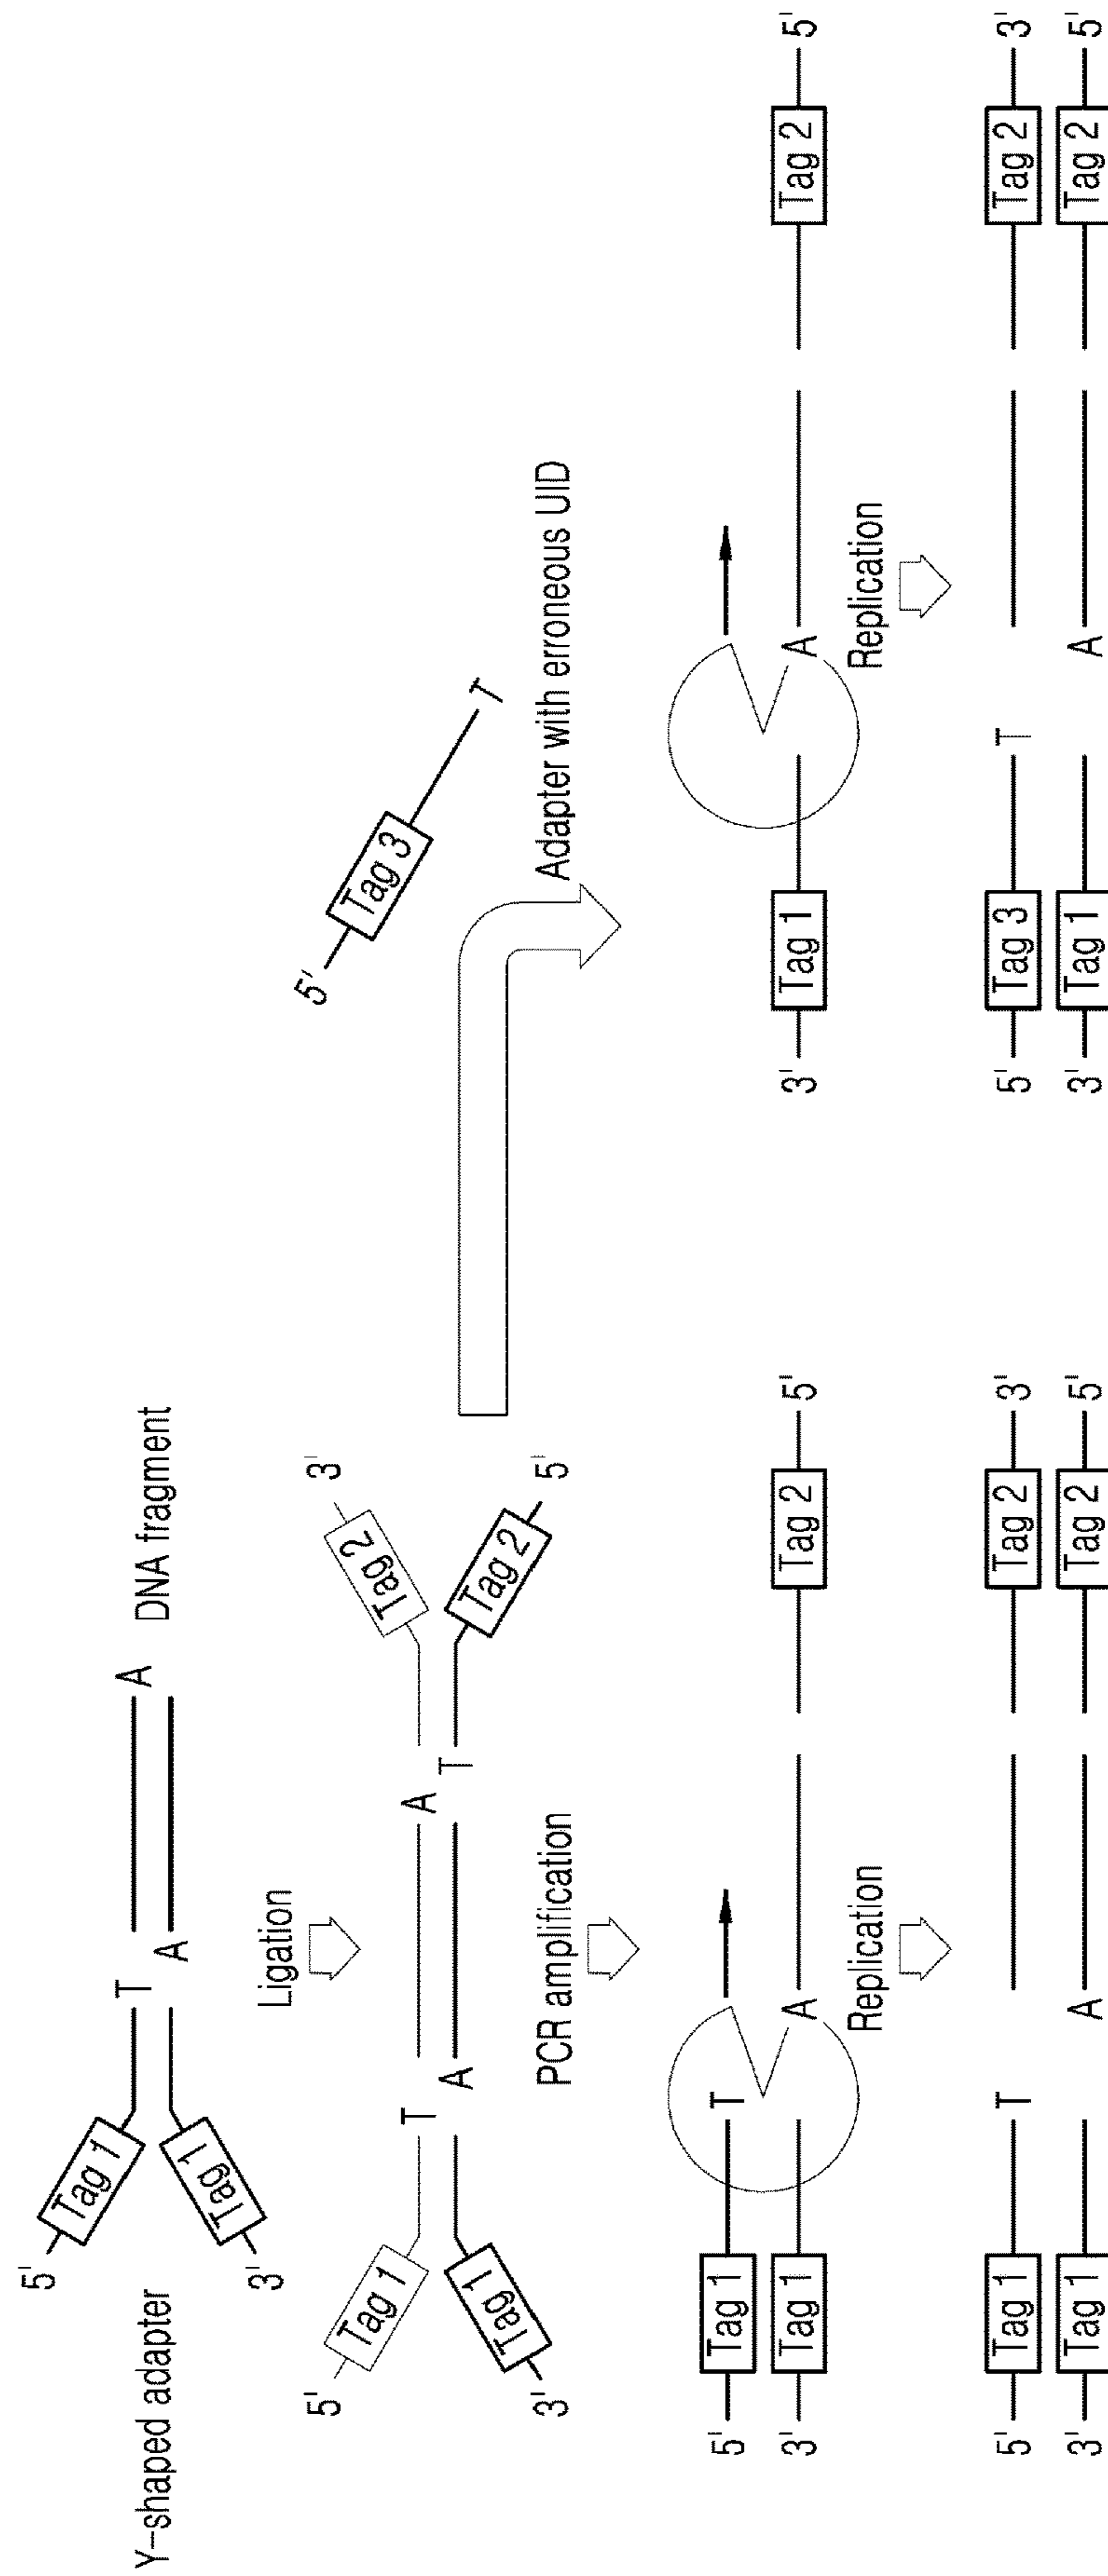 5'
Tag 1
T A DNA fragment
Y-shaped adapter
A
Tag 1
3'
Ligation
5' Tag 1 T A Tag 2 3'
3' Tag 1 A T Tag 2 5'
5' Tag 3 T
PCR amplification
Adapter with erroneous UID
5' Tag 1 T
3' Tag 1 A Tag 2 5'
3' Tag 1 A Tag 2 5'
Replication
Replication
5' Tag 1 T Tag 2 3'
3' Tag 1 A Tag 2 5'
5' Tag 3 T Tag 2 3'
3' Tag 1 A Tag 2 5'